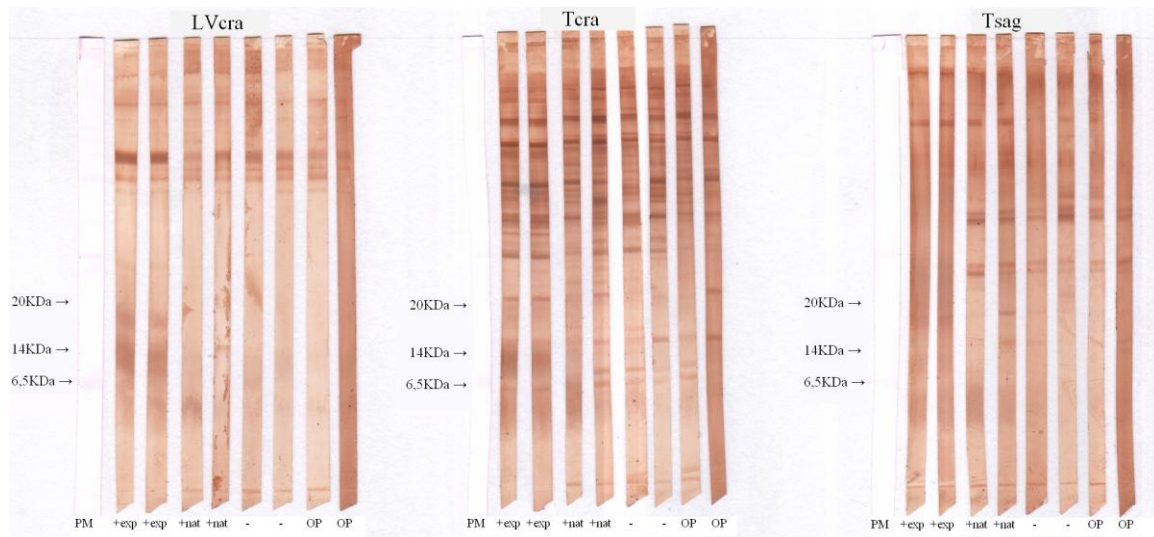 LVcra
20KDa →
14KDa →
6,5KDa →
PM +exp +exp +nat +nat - - OP OP
Tcra
20KDa →
14KDa →
6,5KDa →
PM +exp +exp +nat +nat - - OP OP
Tsag
20KDa →
14KDa →
6,5KDa →
PM +exp +exp +nat +nat - - OP OP